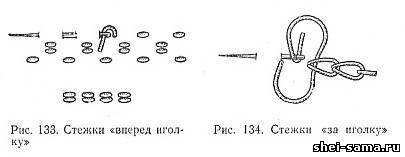 Рис. 133. Стежки «вперед игол-
ку»
Рис. 134. Стежки «за иголку»
shei-sama.ru